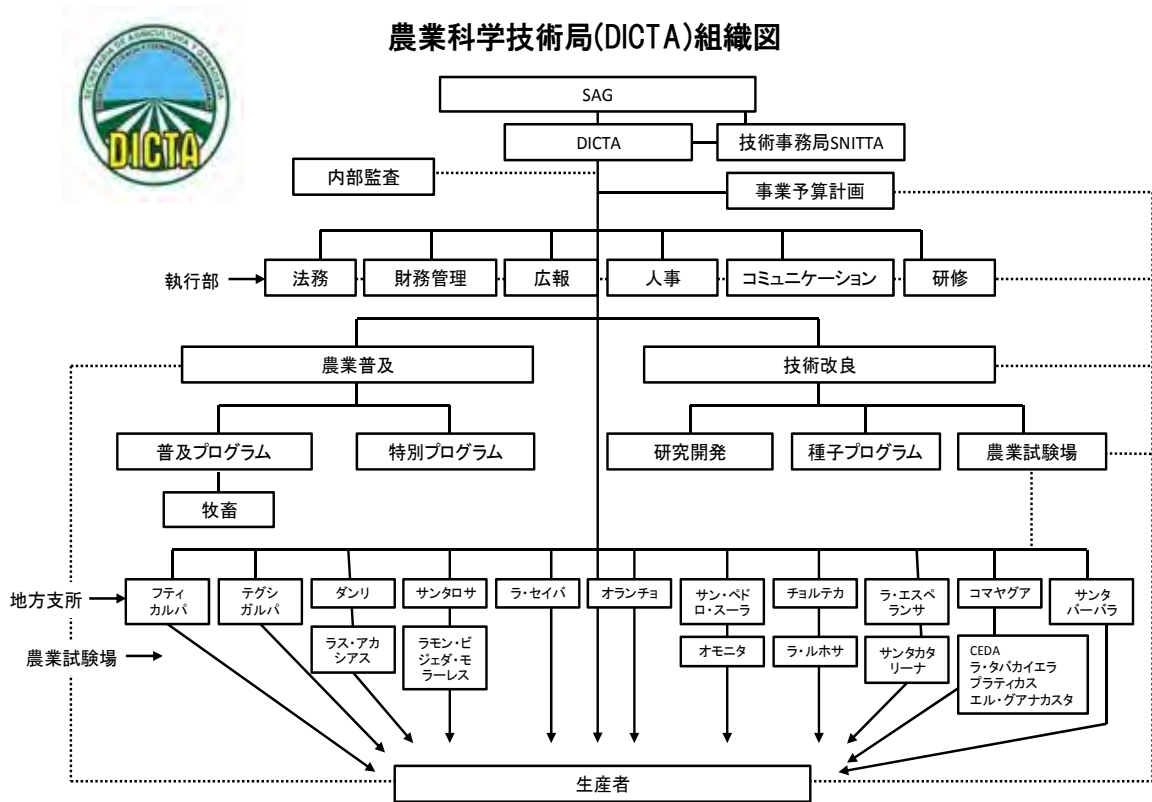 農業科学技術局(DICTA)組織図
SECRETARIA DE AGRICULTURA Y GANADERIA
DICTA
SAG
DICTA
技術事務局SNITTA
内部監査
事業予算計画
執行部
法務
財務管理
広報
人事
コミュニケーション
研修
農業普及
技術改良
普及プログラム
特別プログラム
研究開発
種子プログラム
農業試験場
牧畜
地方支所
フティ
カルパ
テグシ
ガルパ
ダンリ
サンタロサ
ラ・セイバ
オランチョ
サン・ペド
ロ・スーラ
チョルテカ
ラ・エスペ
ランサ
コマヤグア
サンタ
バーバラ
農業試験場
ラス・アカ
シアス
ラモン・ビ
ジェダ・モ
ラーレス
オモニタ
ラ・ルホサ
サンタカタ
リーナ
CEDA
ラ・タバカイエラ
プラティカス
エル・グアナカスタ
生産者